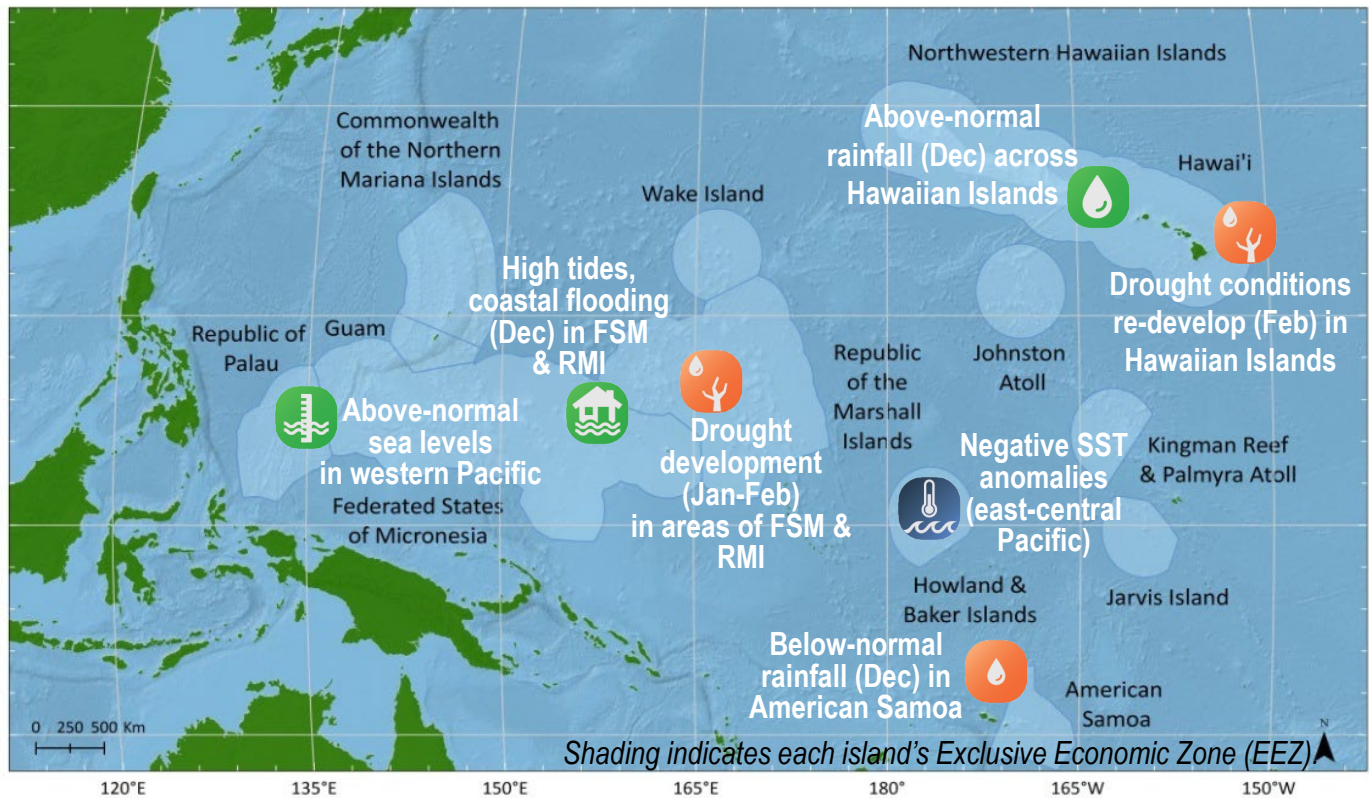 Northwestern Hawaiian Islands
Above-normal
rainfall (Dec) across
Hawaiian Islands
Hawai'i
Commonwealth
of the Northern
Mariana Islands
Wake Island
High tides,
coastal flooding
(Dec) in FSM
& RMI
Drought conditions
re-develop (Feb) in
Hawaiian Islands
Republic of
Palau
Guam
Republic
of the
Marshall
Islands
Johnston
Atoll
Above-normal
sea levels
in western Pacific
Drought
development
(Jan-Feb)
in areas of FSM &
RMI
Negative SST
anomalies
(east-central
Pacific)
Kingman Reef
& Palmyra Atoll
Federated States
of Micronesia
Howland &
Baker Islands
Jarvis Island
Below-normal
rainfall (Dec) in
American Samoa
American
Samoa
0 250 500 Km
N
Shading indicates each island's Exclusive Economic Zone (EEZ)
120°E 135°E 150°E 165°E 180° 165°W 150°W